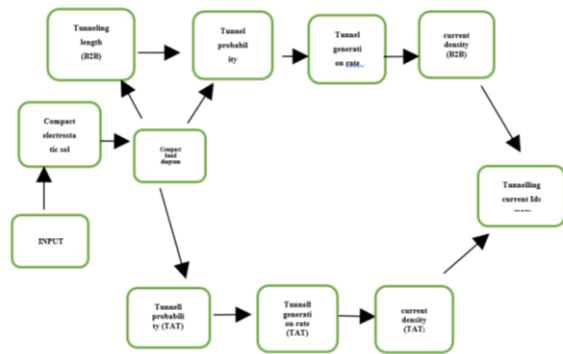 Tunneling
length
(B2B)
Tunnel
probabil
ity
Tunnel
generati
on rate
current
density
(B2B)
Compact
electrosta
tic sol
Compact
band
diagram
Tunnelling
current Ids
INPUT
Tunnell
probabili
ty (TAT)
Tunnell
generati
on rate
(TAT)
current
density
(TAT)